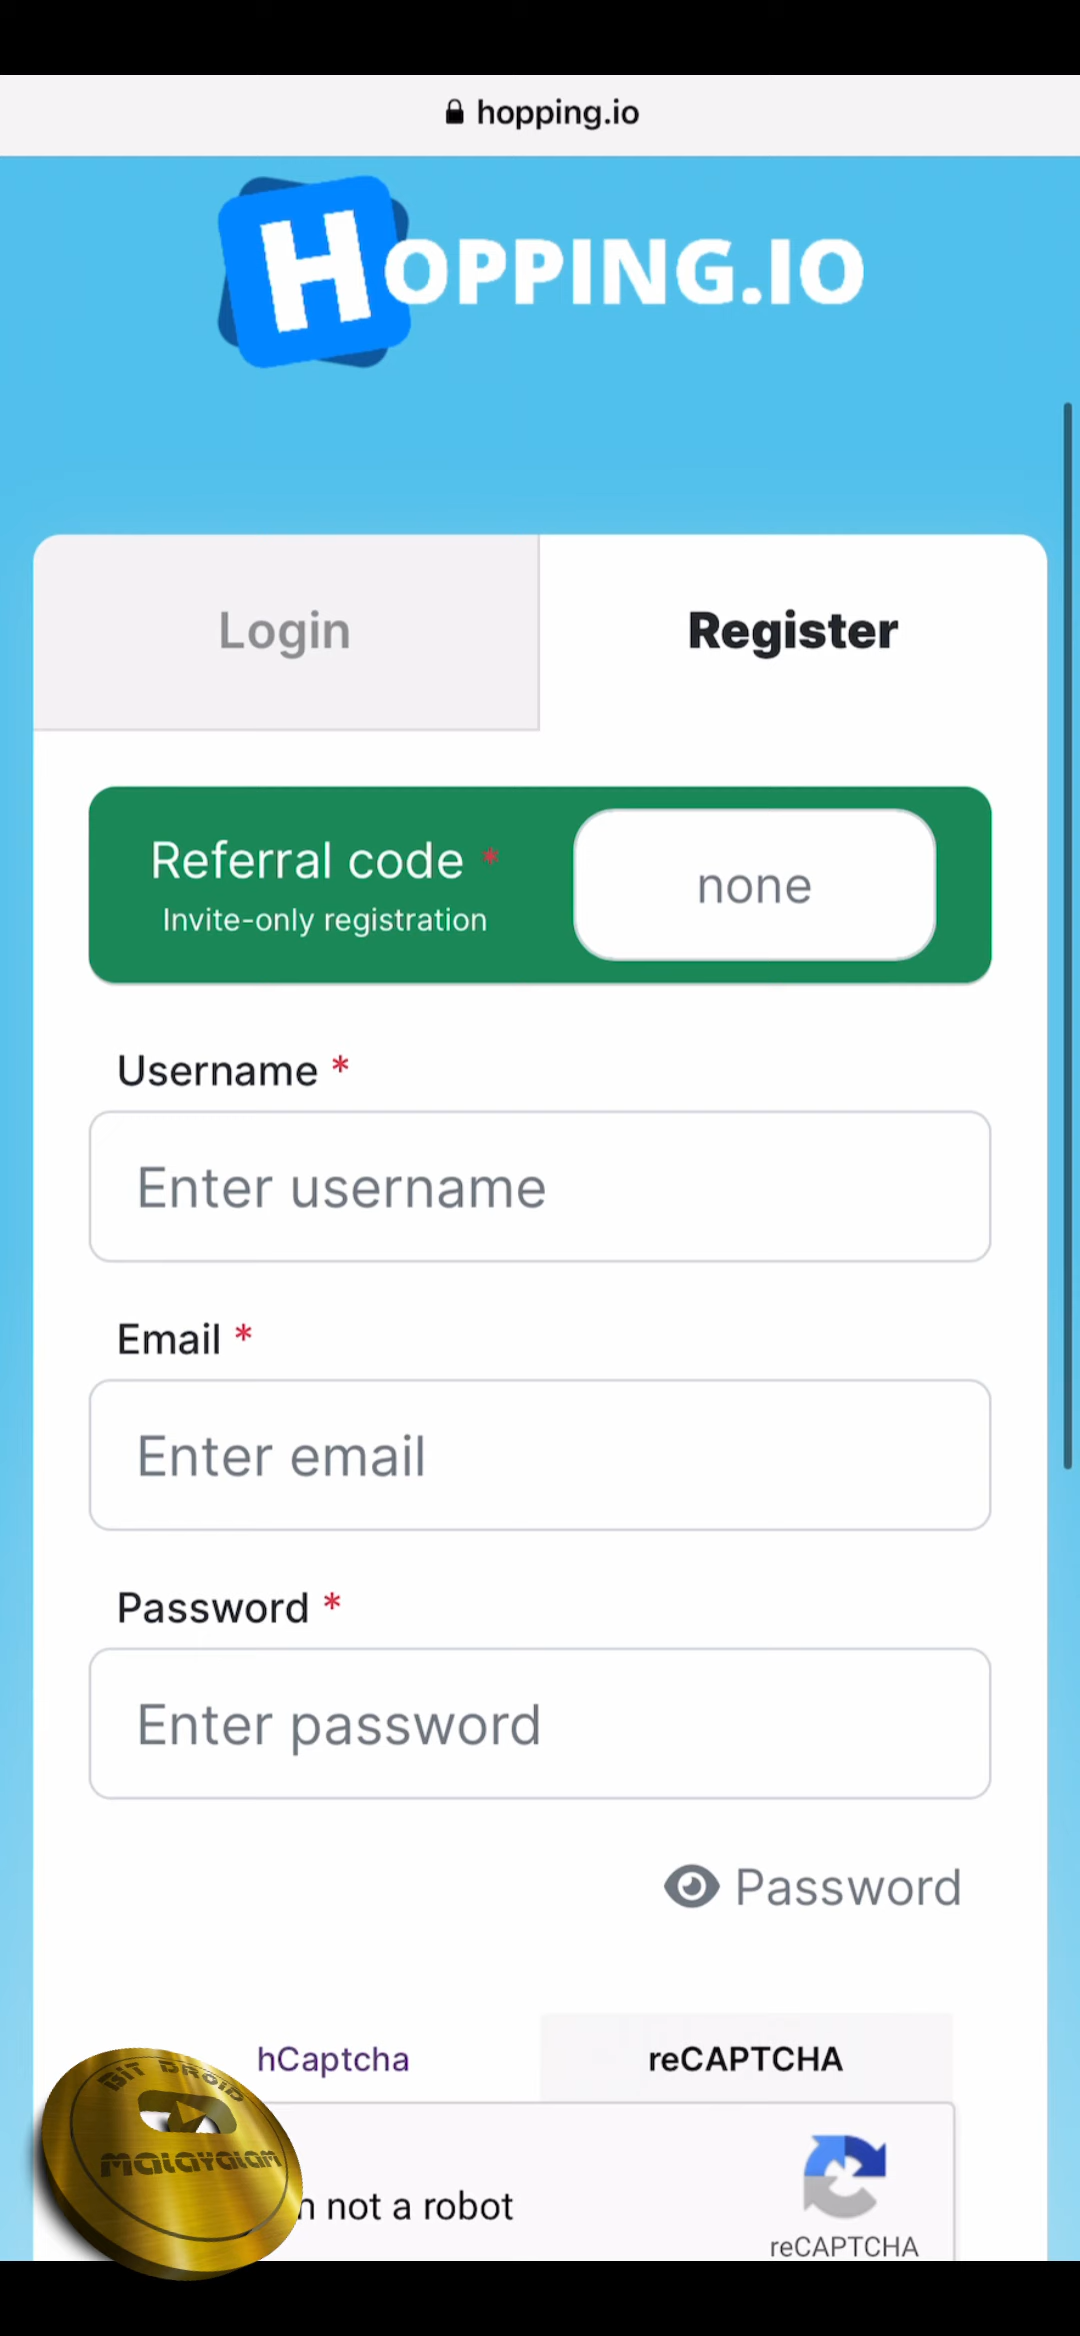 hopping.io
HOPPING.IO
Login
Register
Referral code *
Invite-only registration
none
Username *
Enter username
Email *
Enter email
Password *
Enter password
Password
hCaptcha
reCAPTCHA
not a robot
reCAPTCHA
BIT DROID
MALAYALAM